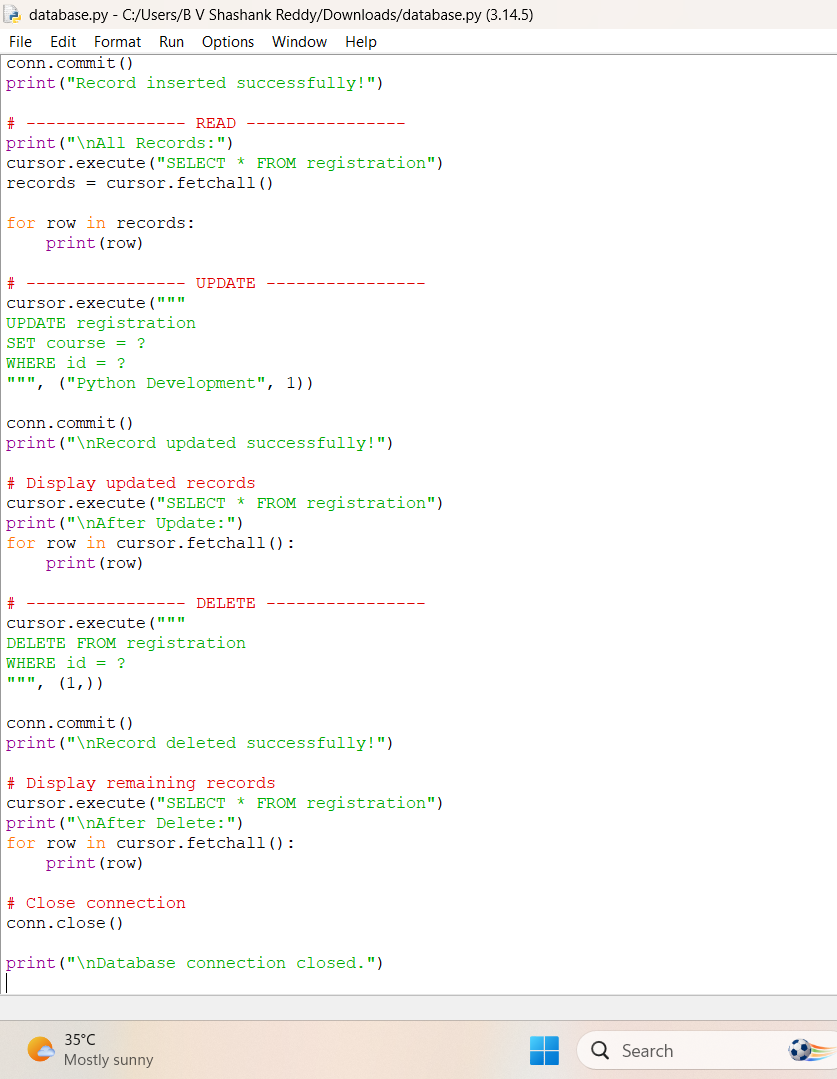 database.py - C:/Users/B V Shashank Reddy/Downloads/database.py (3.14.5)
File Edit Format Run Options Window Help
conn.commit()
print("Record inserted successfully!")

# ---------------- READ ----------------
print("\nAll Records:")
cursor.execute("SELECT * FROM registration")
records = cursor.fetchall()

for row in records:
    print(row)

# ---------------- UPDATE ----------------
cursor.execute("""
UPDATE registration
SET course = ?
WHERE id = ?
""", ("Python Development", 1))

conn.commit()
print("\nRecord updated successfully!")

# Display updated records
cursor.execute("SELECT * FROM registration")
print("\nAfter Update:")
for row in cursor.fetchall():
    print(row)

# ---------------- DELETE ----------------
cursor.execute("""
DELETE FROM registration
WHERE id = ?
""", (1,))

conn.commit()
print("\nRecord deleted successfully!")

# Display remaining records
cursor.execute("SELECT * FROM registration")
print("\nAfter Delete:")
for row in cursor.fetchall():
    print(row)

# Close connection
conn.close()

print("\nDatabase connection closed.")
35°C
Mostly sunny
Search